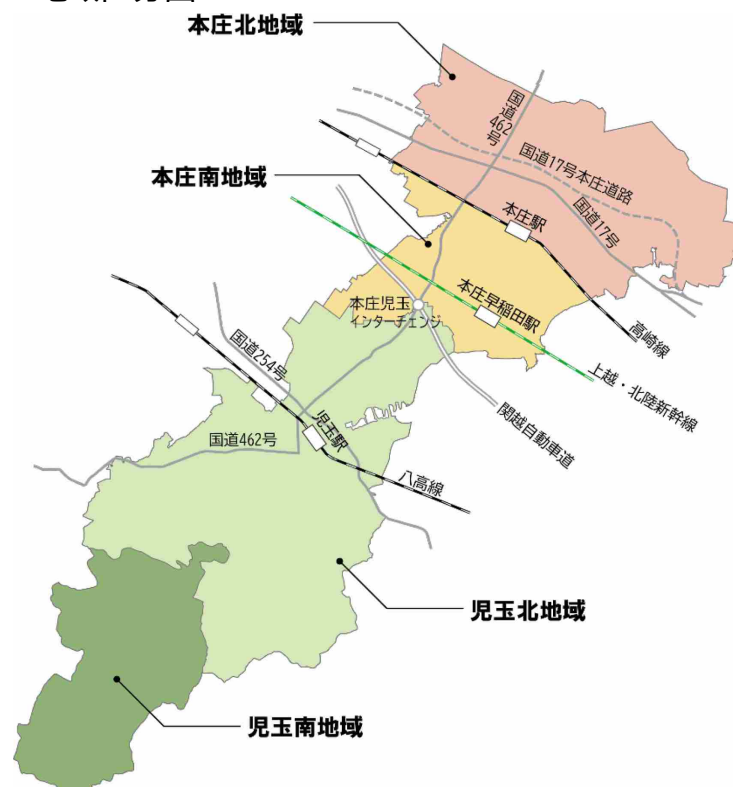 本庄北地域
国道462号
国道17号本庄道路
本庄南地域
本庄駅
国道17号
本庄児玉
インターチェンジ
本庄早稲田駅
高崎線
国道254号
上越・北陸新幹線
児玉駅
関越自動車道
国道462号
八高線
児玉北地域
児玉南地域